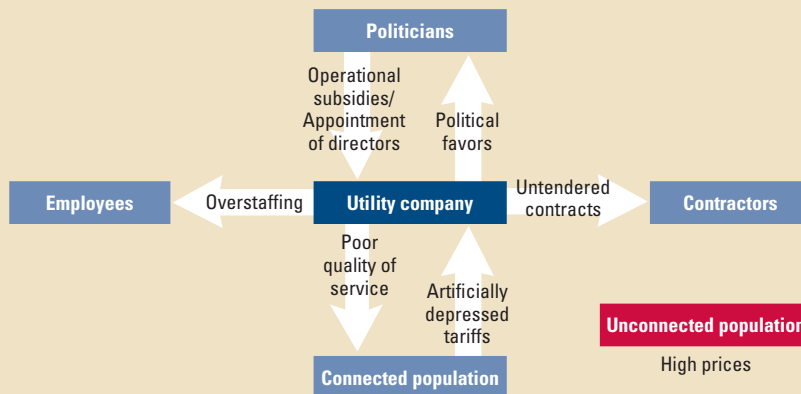 Politicians
Operational
subsidies/
Appointment
of directors
Political
favors
Employees
Overstaffing
Utility company
Untendered
contracts
Contractors
Poor
quality of
service
Artificially
depressed
tariffs
Unconnected population
High prices
Connected population